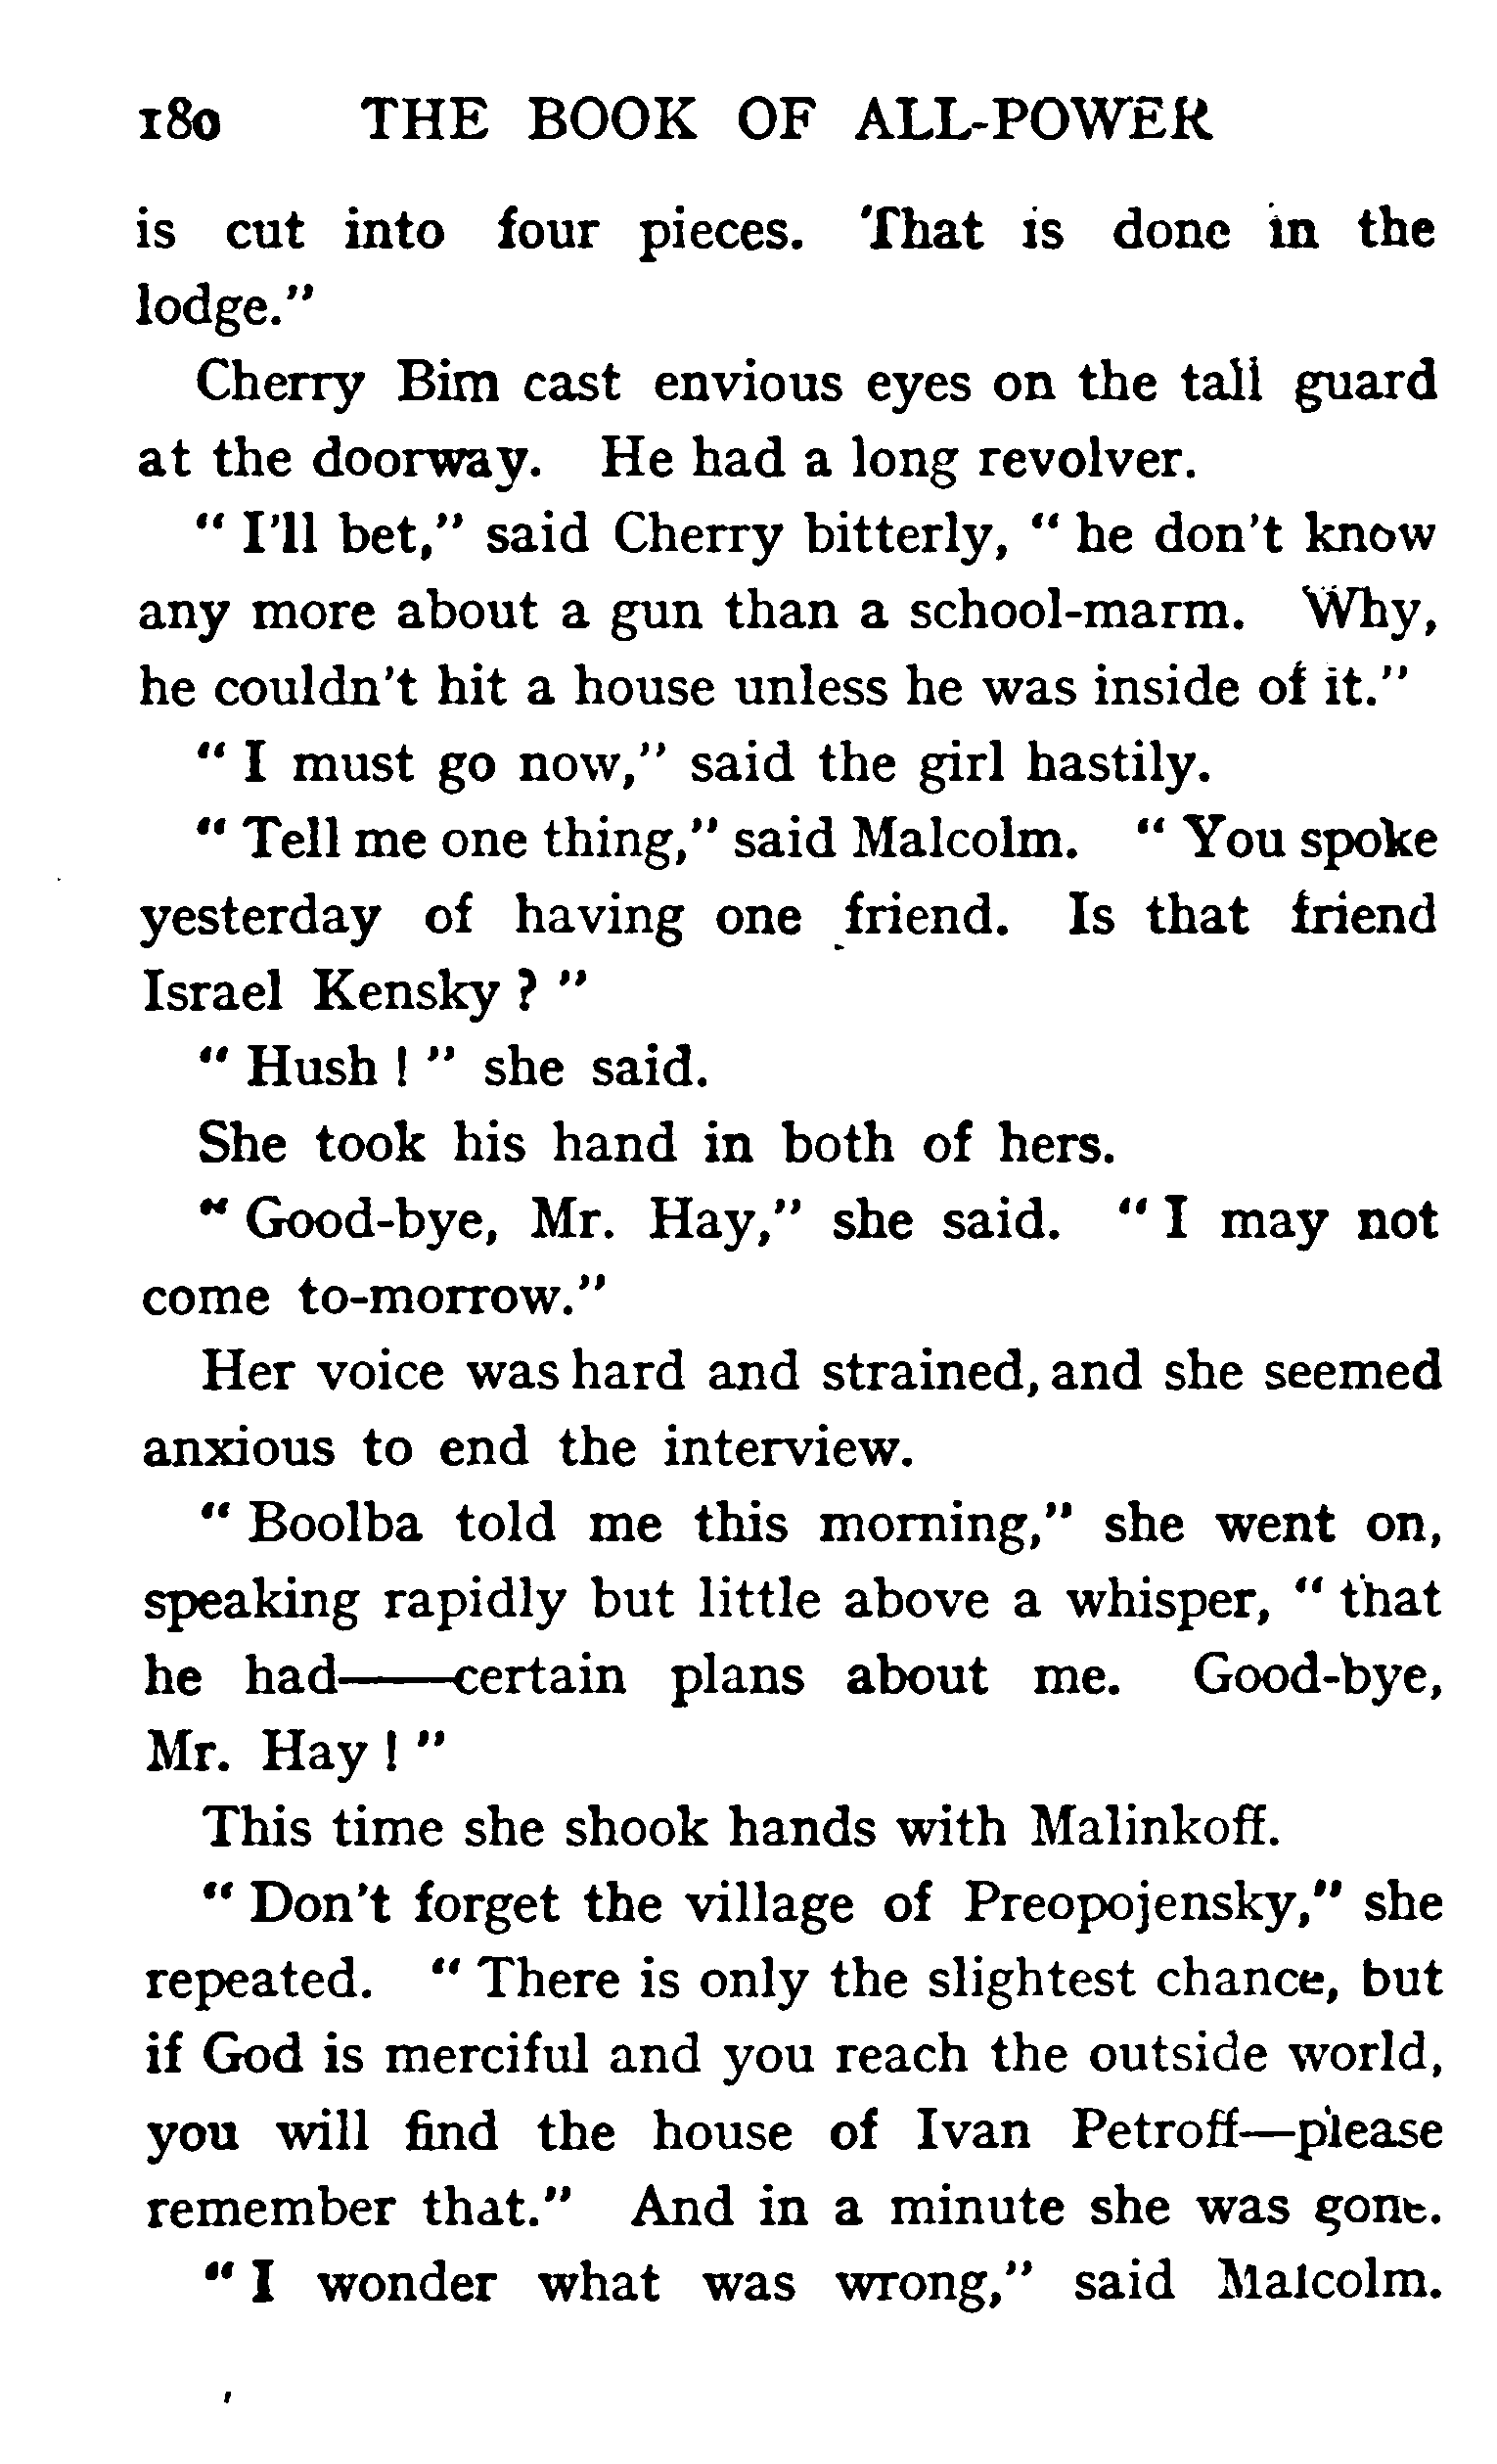 180 THE BOOK OF ALL-POWER
is cut into four pieces. That is done in the
lodge."
Cherry Bim cast envious eyes on the tall guard
at the doorway. He had a long revolver.
" I'll bet," said Cherry bitterly, " he don't know
any more about a gun than a school-marm. Why,
he couldn't hit a house unless he was inside of it."
" I must go now," said the girl hastily.
" Tell me one thing," said Malcolm. " You spoke
yesterday of having one friend. Is that friend
Israel Kensky ? "
" Hush ! " she said.
She took his hand in both of hers.
" Good-bye, Mr. Hay," she said. " I may not
come to-morrow."
Her voice was hard and strained, and she seemed
anxious to end the interview.
" Boolba told me this morning," she went on,
speaking rapidly but little above a whisper, " that
he had——certain plans about me. Good-bye,
Mr. Hay ! "
This time she shook hands with Malinkoff.
" Don't forget the village of Preopojensky," she
repeated. " There is only the slightest chance, but
if God is merciful and you reach the outside world,
you will find the house of Ivan Petroff—please
remember that." And in a minute she was gone.
" I wonder what was wrong," said Malcolm.